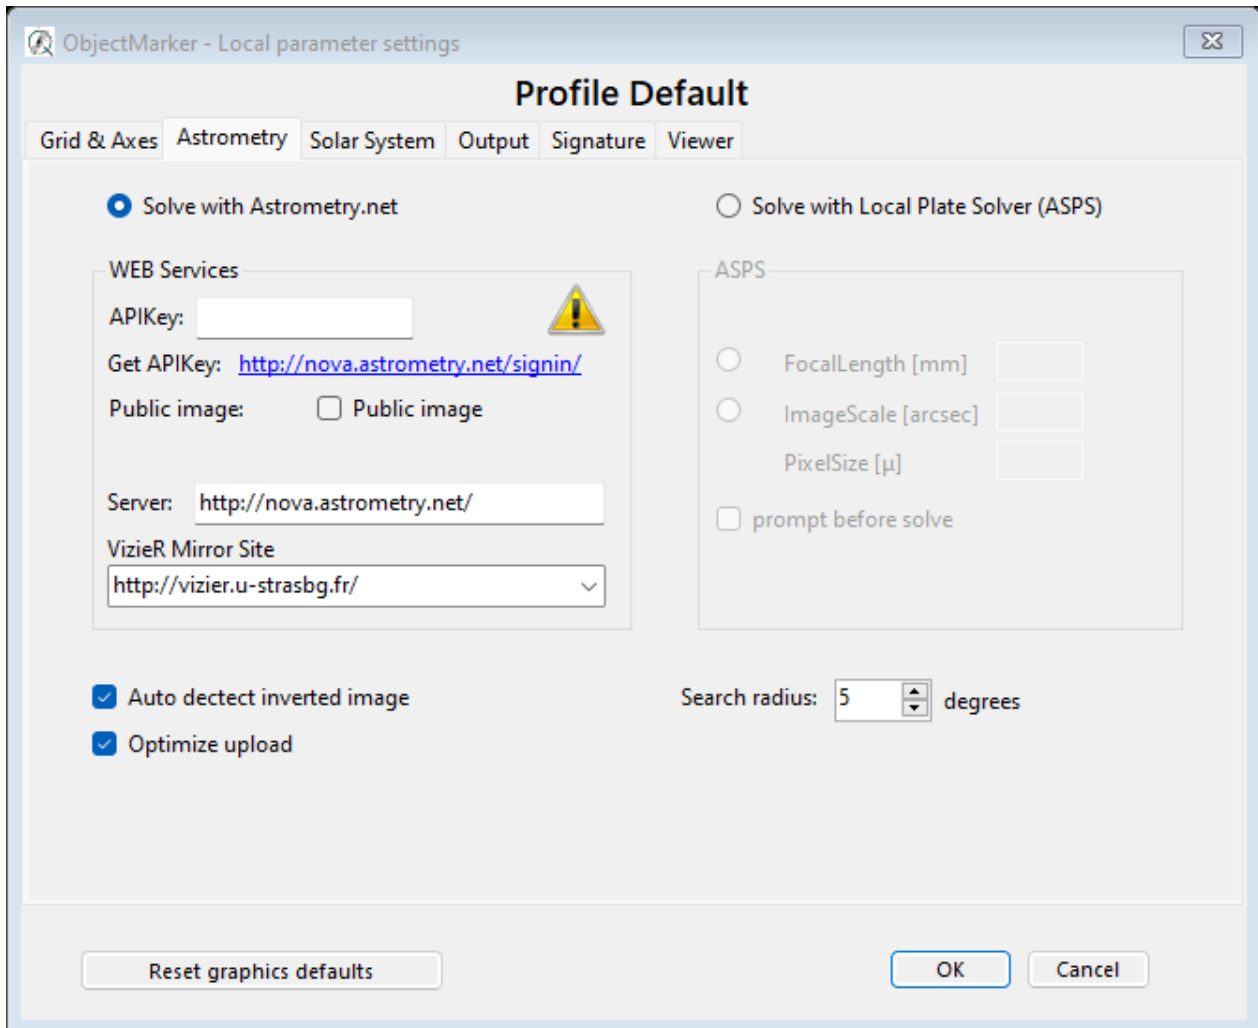 ObjectMarker - Local parameter settings
Profile Default
Grid & Axes Astrometry Solar System Output Signature Viewer
Solve with Astrometry.net
Solve with Local Plate Solver (ASPS)
WEB Services
APIKey:
Get APIKey: http://nova.astrometry.net/signin/
Public image: Public image
Server: http://nova.astrometry.net/
VizieR Mirror Site
http://vizier.u-strasbg.fr/
ASPS
FocalLength [mm]
ImageScale [arcsec]
PixelSize [µ]
prompt before solve
Auto dectect inverted image
Optimize upload
Search radius: 5 degrees
Reset graphics defaults
OK
Cancel